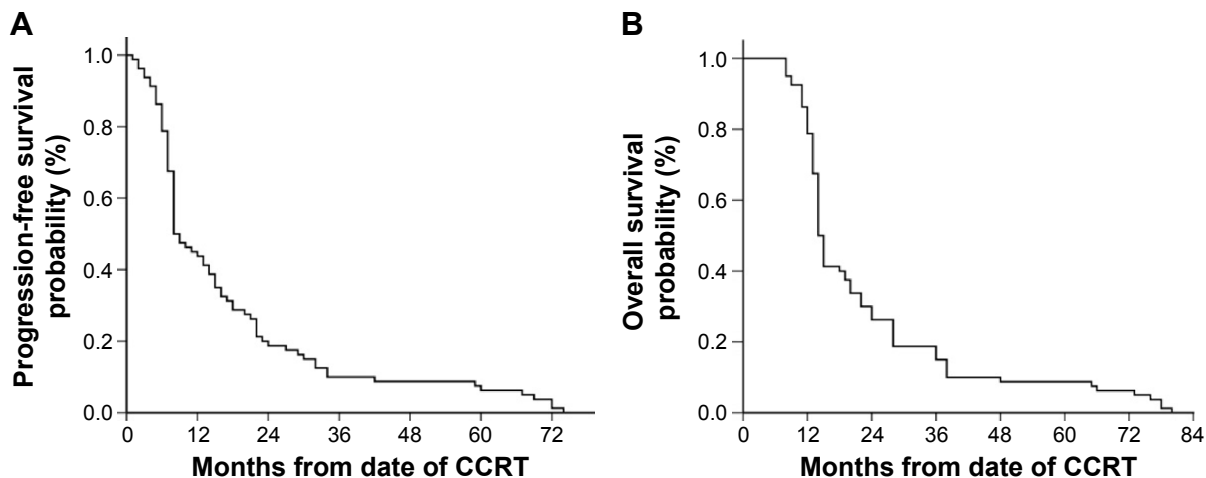 A
Progression-free survival
probability (%)
1.0
0.8
0.6
0.4
0.2
0.0
0 12 24 36 48 60 72
Months from date of CCRT
B
Overall survival
probability (%)
1.0
0.8
0.6
0.4
0.2
0.0
0 12 24 36 48 60 72 84
Months from date of CCRT